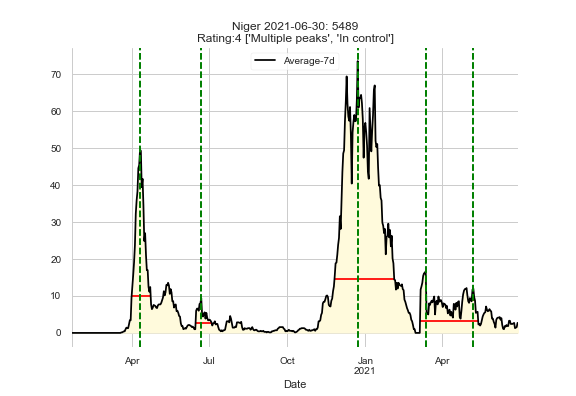 Niger 2021-06-30: 5489
Rating:4 ['Multiple peaks', 'In control']
Average-7d
70
60
50
40
30
20
10
0
Apr
Jul
Oct
Jan
2021
Apr
Date